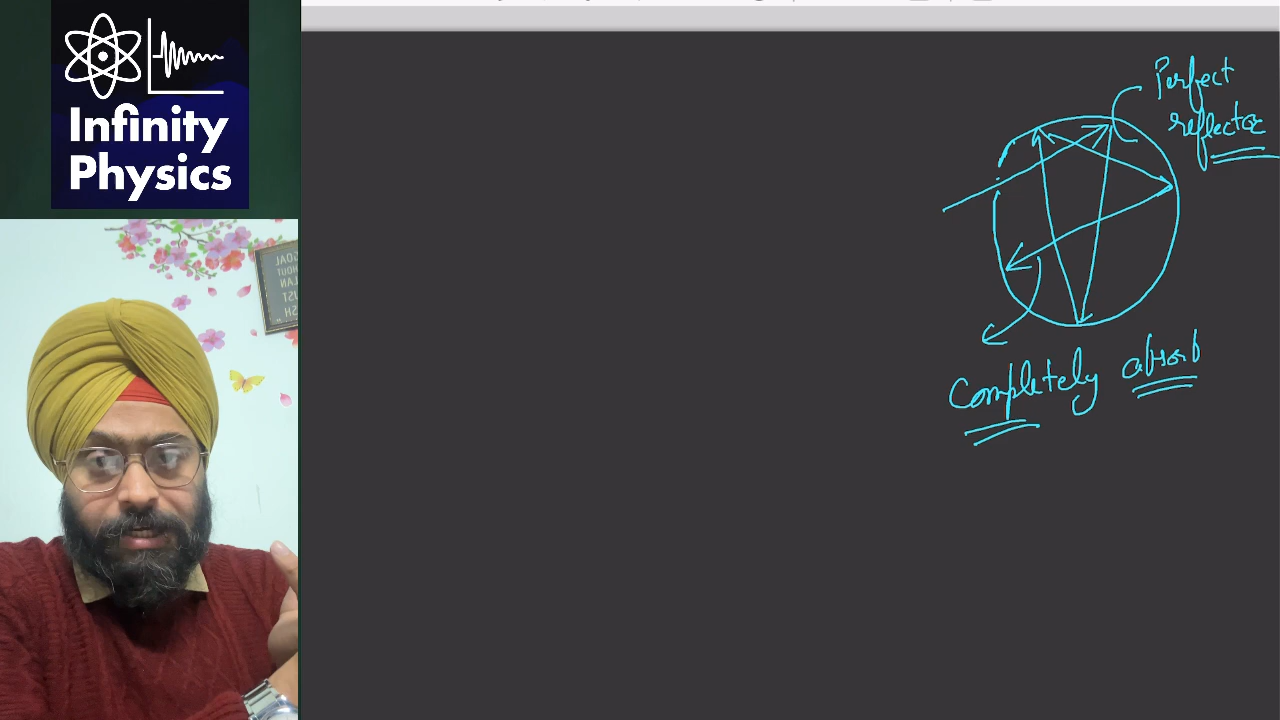 Infinity
Physics
Perfect
reflector
Completely absorb